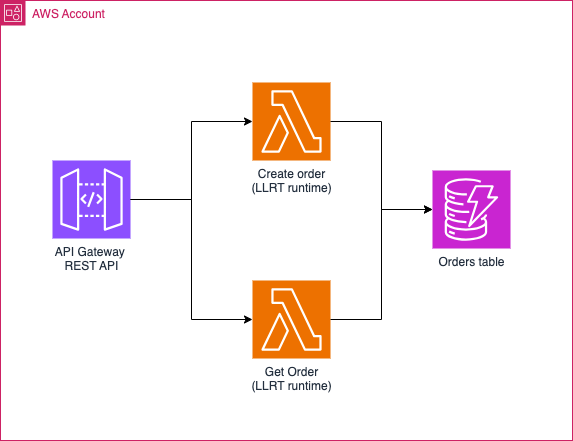 AWS Account
Create order
(LLRT runtime)
API Gateway
REST API
Orders table
Get Order
(LLRT runtime)